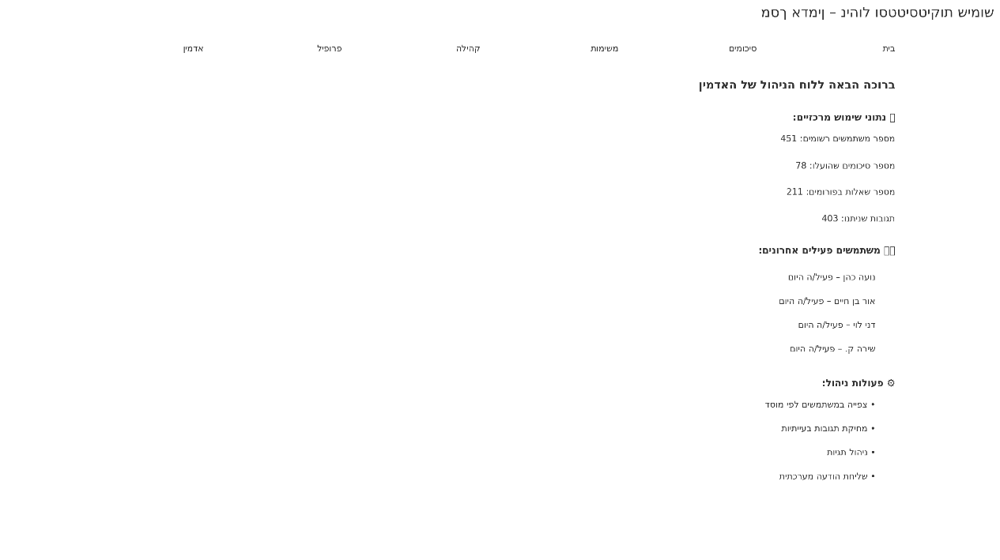 שומיש תוקיטסיטטסו לוהינ – ןימדא ךסמ
בית סיכומים משימות קהילה פרופיל אדמין
ברוכה הבאה ללוח הניהול של האדמין
נתוני שימוש מרכזיים:
מספר משתמשים רשומים: 451
מספר סיכומים שהועלו: 78
מספר שאלות בפורומים: 211
תגובות שניתנו: 403
משתמשים פעילים אחרונים:
נועה כהן – פעיל/ה היום
אור בן חיים – פעיל/ה היום
דני לוי – פעיל/ה היום
שירה ק. – פעיל/ה היום
⚙ פעולות ניהול:
• צפייה במשתמשים לפי מוסד
• מחיקת תגובות בעייתיות
• ניהול תגיות
• שליחת הודעה מערכתית